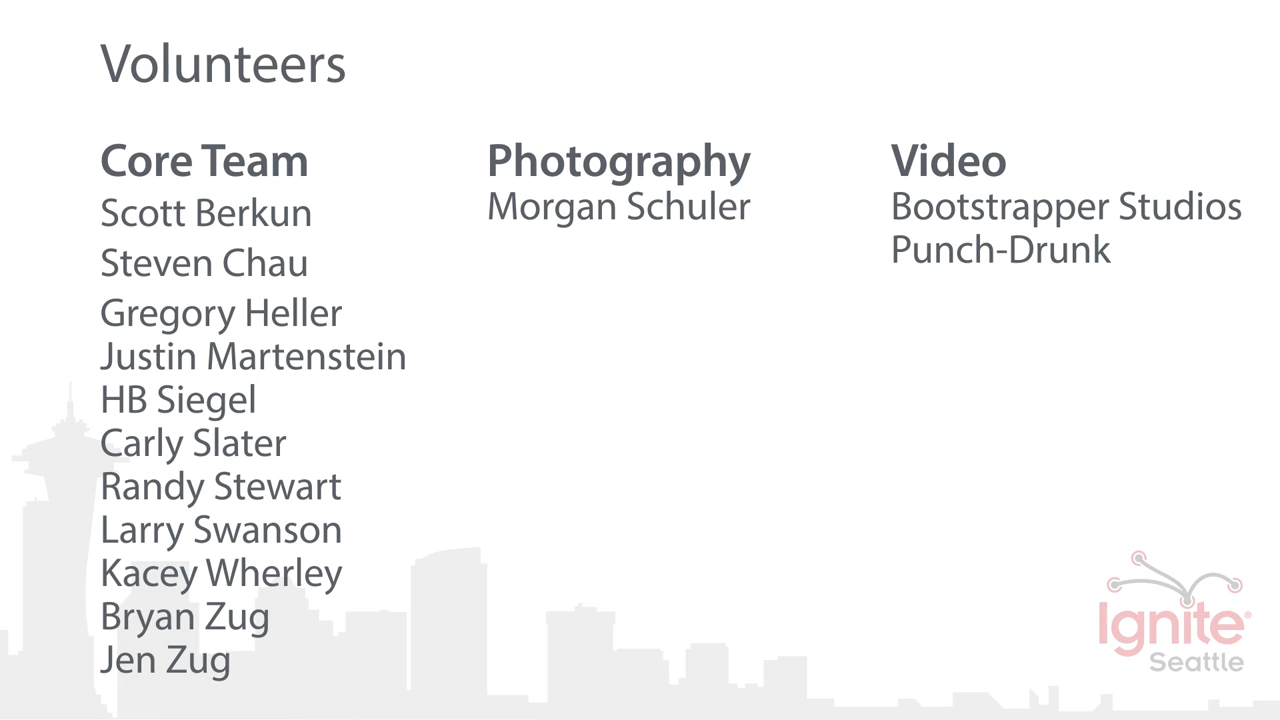 Volunteers
Core Team
Scott Berkun
Steven Chau
Gregory Heller
Justin Martenstein
HB Siegel
Carly Slater
Randy Stewart
Larry Swanson
Kacey Wherley
Bryan Zug
Jen Zug
Photography
Morgan Schuler
Video
Bootstrapper Studios
Punch-Drunk
Ignite®
Seattle